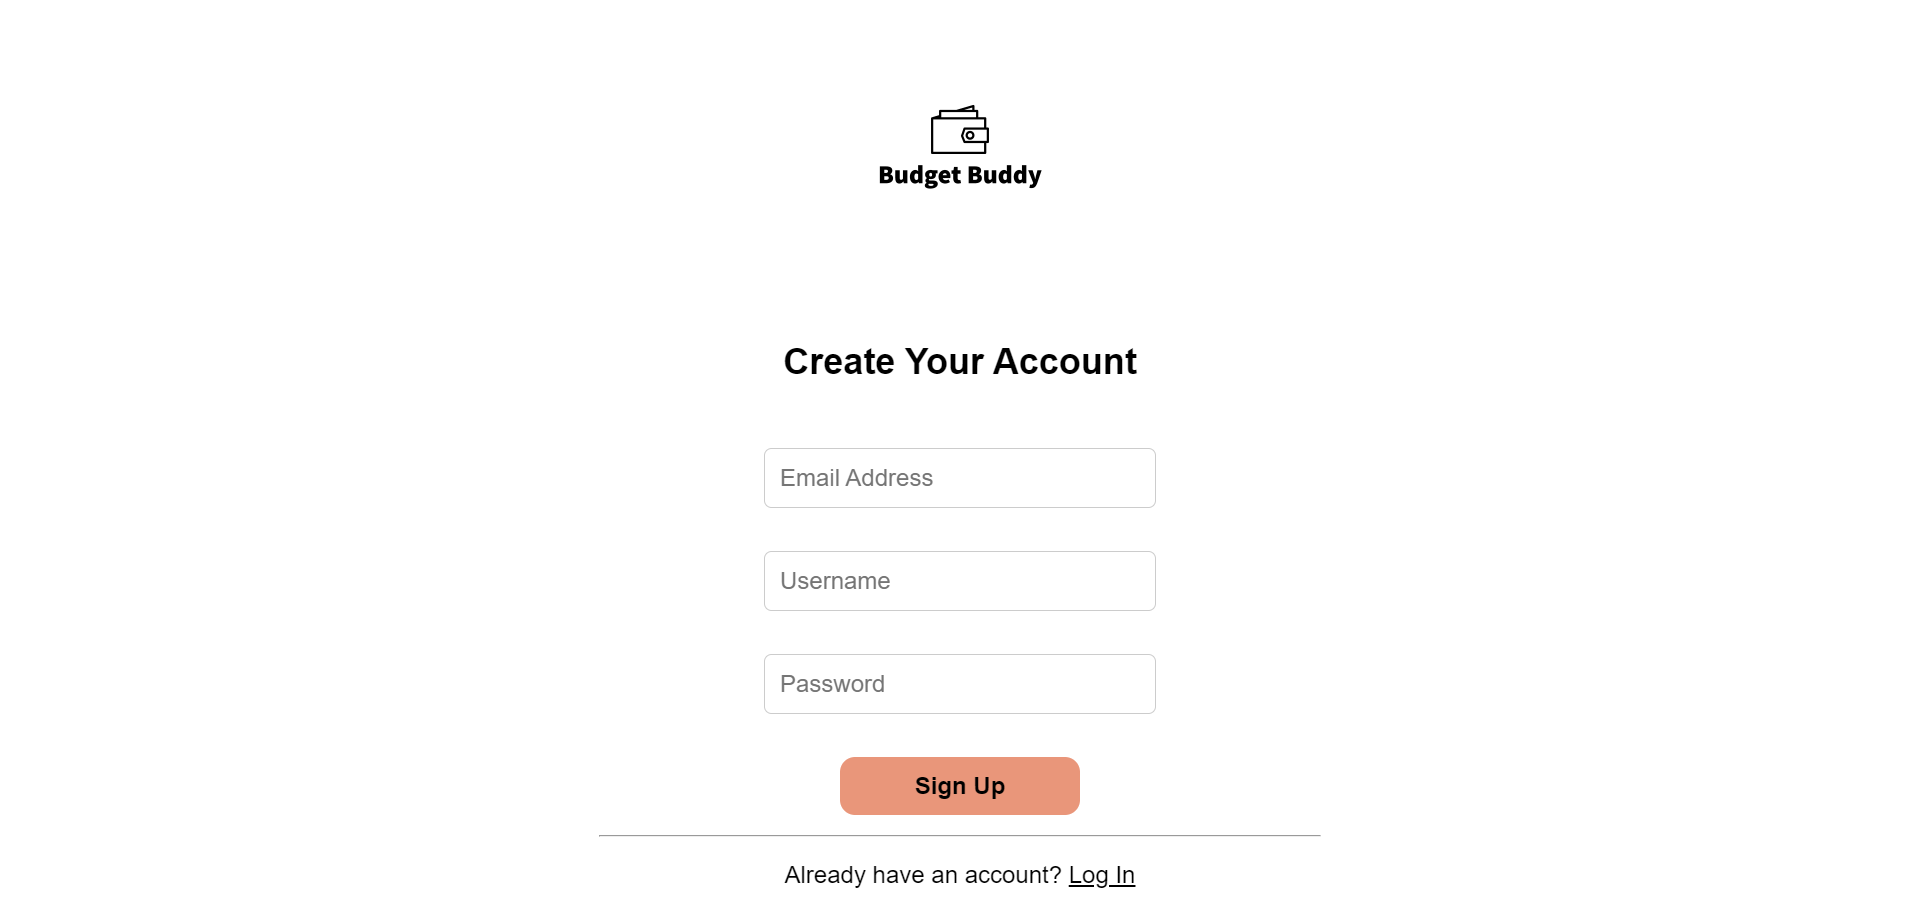 Budget Buddy
Create Your Account
Email Address
Username
Password
Sign Up
Already have an account? Log In